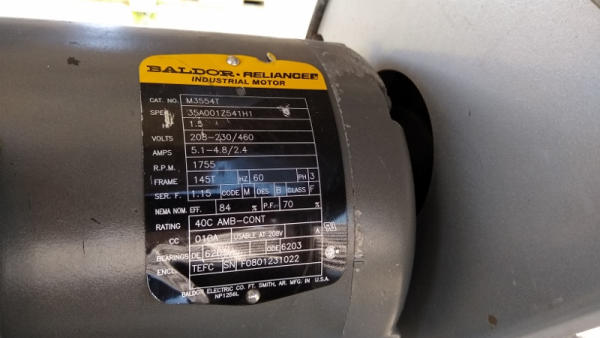 BALDOR • RELIANCE
INDUSTRIAL MOTOR
CAT. NO. M3554T
SPEC. 35A001Z541H1
H.P. 1.5
VOLTS 208-230/460
AMPS 5.1-4.8/2.4
R.P.M. 1755
FRAME 145T HZ 60 PH 3
SER. F. 1.15 CODE M DES B CLASS F
NEMA NOM. EFF. 84 % P.F. 70 %
RATING 40C AMB-CONT
CC 010A USABLE AT 208V A
BEARINGS DE ODE 6203
ENCL TEFC SN F0801231022
BALDOR ELECTRIC CO. FT. SMITH, AR. MFG. IN U.S.A.
NP1256L